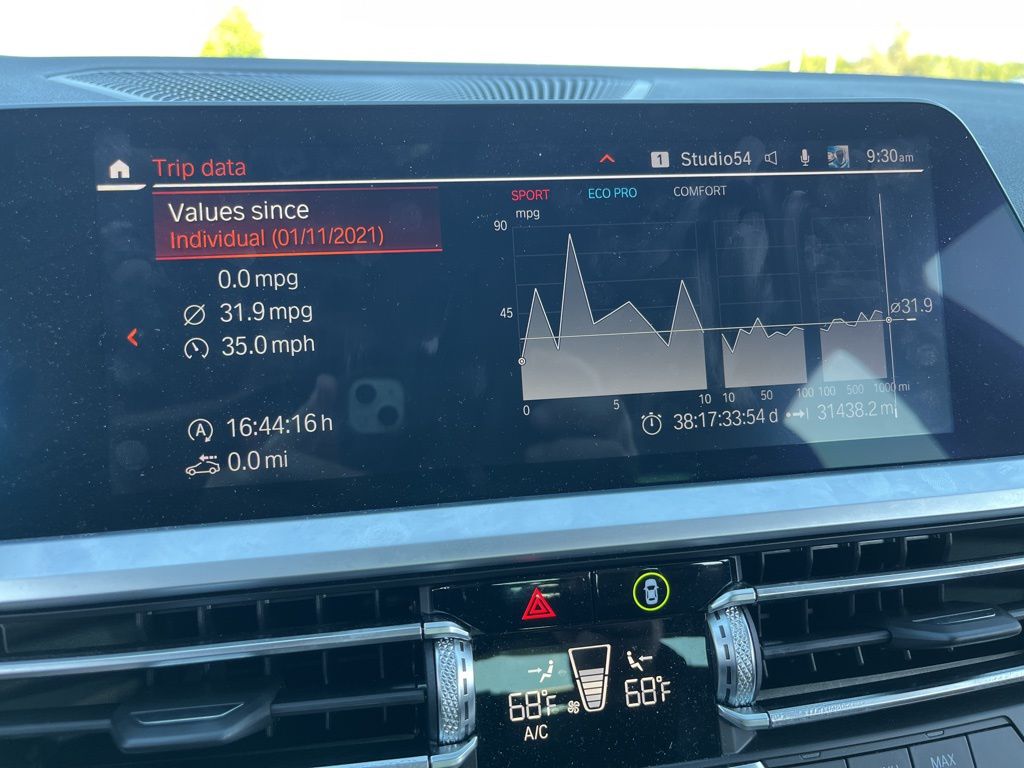 Trip data
1 Studio54 9:30am
Values since
Individual (01/11/2021)
0.0 mpg
Ø 31.9 mpg
35.0 mph
A 16:44:16 h
0.0 mi
SPORT ECO PRO COMFORT
mpg
90
45
ø31.9
0 5 10 10 50 100 100 500 1000 mi
38:17:33:54 d 31438.2 mi
68°F 68°F
A/C
MAX